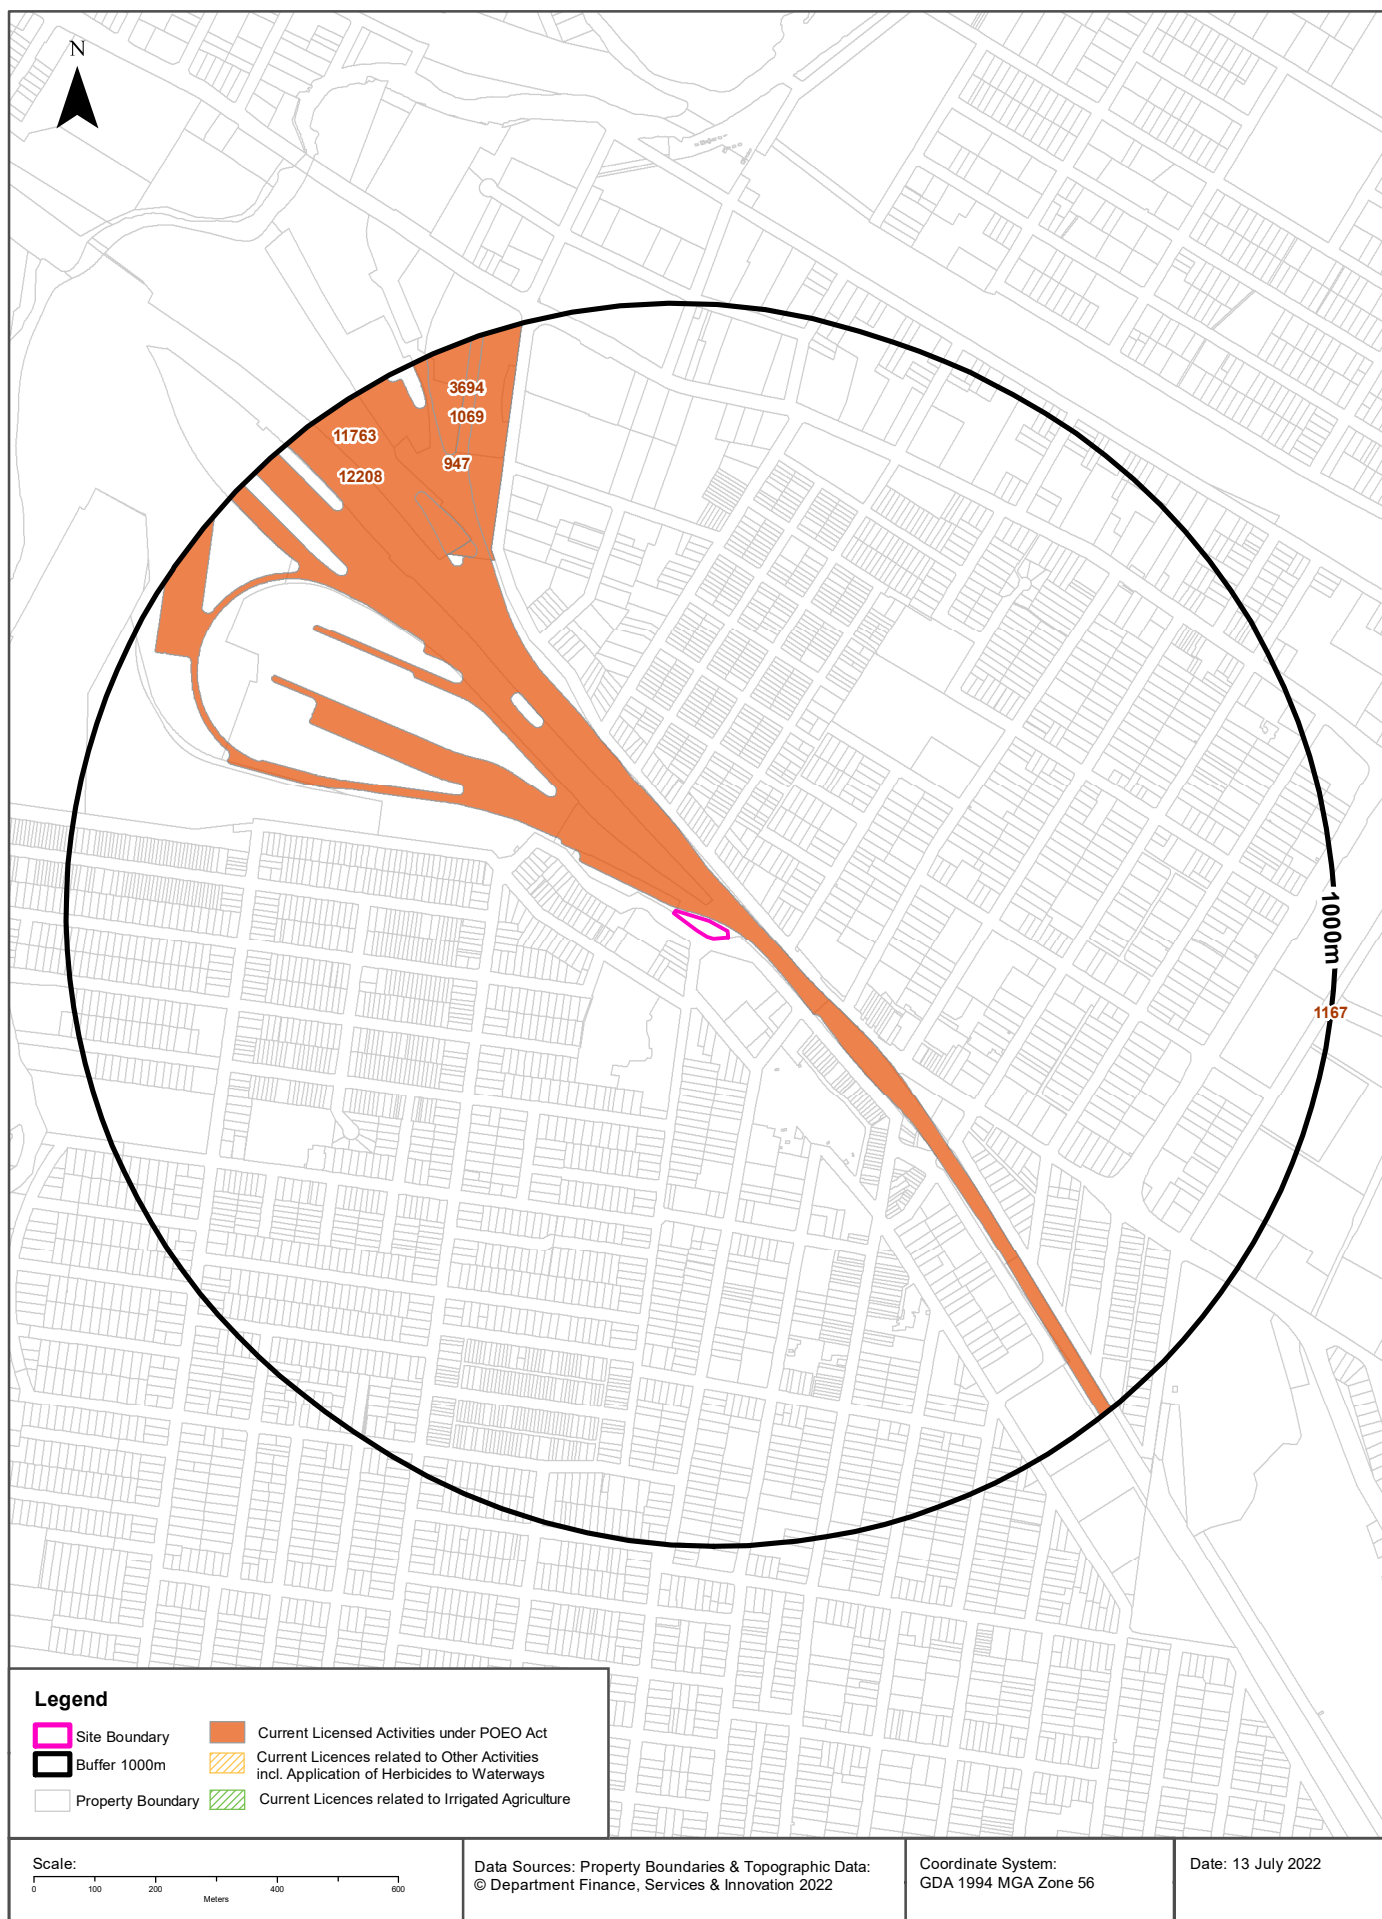 N
3694
1069
11763
947
12208
1000m
1167
Legend
Site Boundary
Buffer 1000m
Property Boundary
Current Licensed Activities under POEO Act
Current Licences related to Other Activities
incl. Application of Herbicides to Waterways
Current Licences related to Irrigated Agriculture
Scale:
0 100 200 400 600
Meters
Data Sources: Property Boundaries & Topographic Data:
© Department Finance, Services & Innovation 2022
Coordinate System:
GDA 1994 MGA Zone 56
Date: 13 July 2022